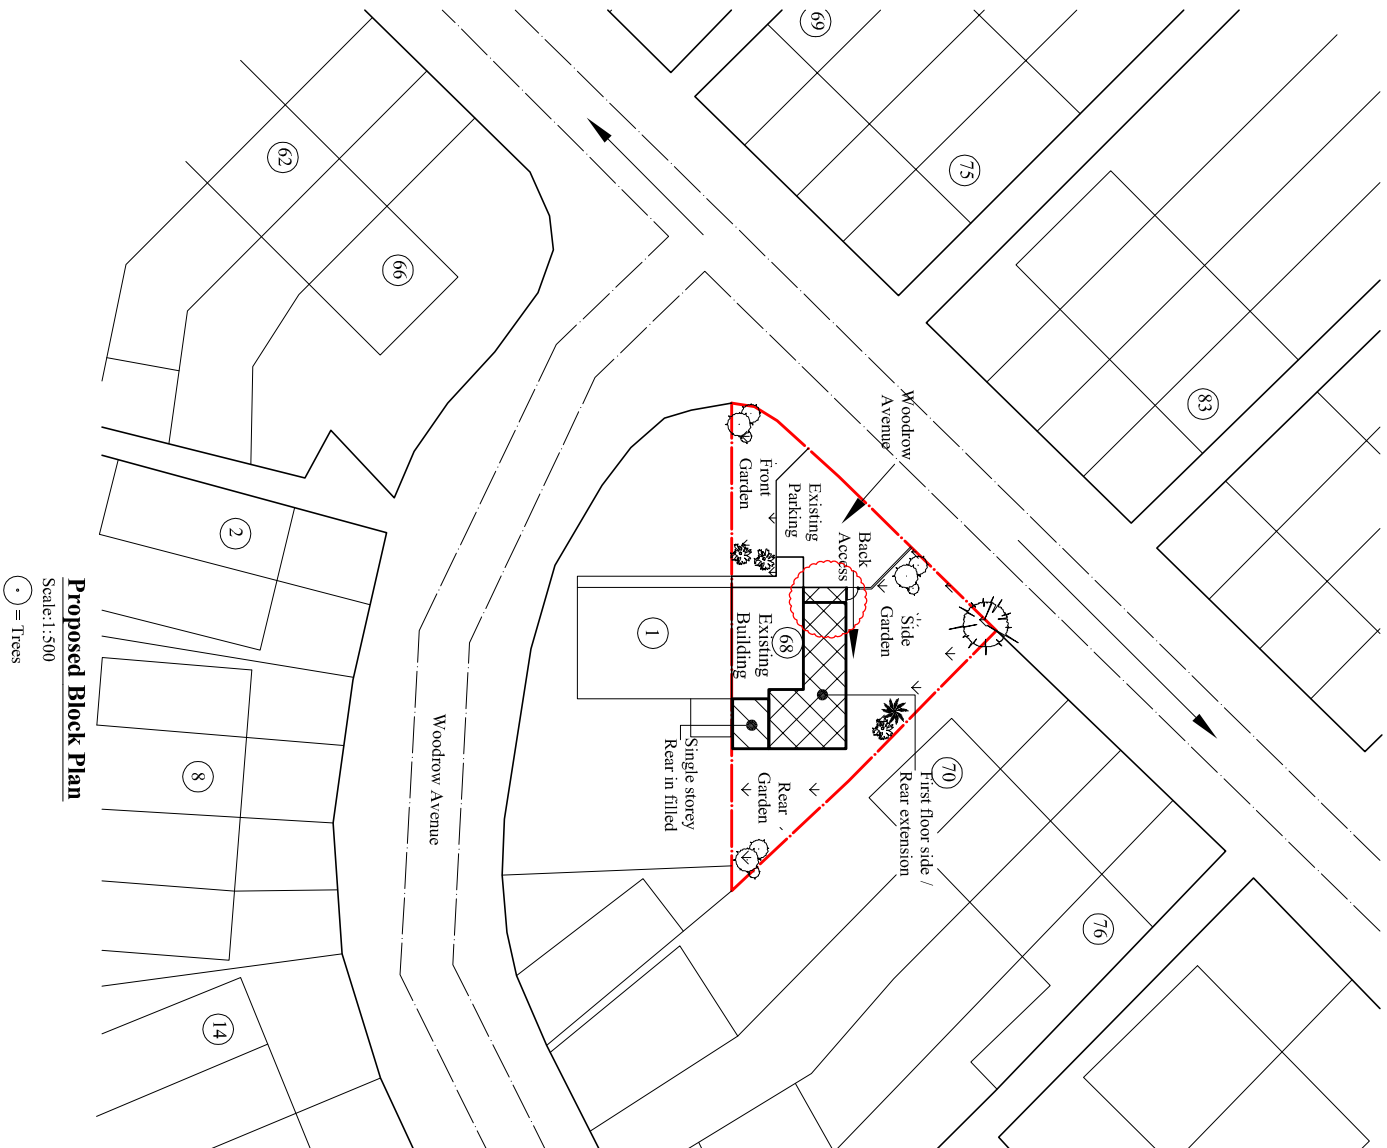 69
75
83
62
66
Woodrow
Avenue
Front
Garden
Existing
Parking
Back
Access
Side
Garden
2
1
Existing
Building
68
8
Woodrow Avenue
Single storey
Rear in filled
Rear
Garden
70
First floor side /
Rear extension
76
14
Proposed Block Plan
Scale:1:500
= Trees